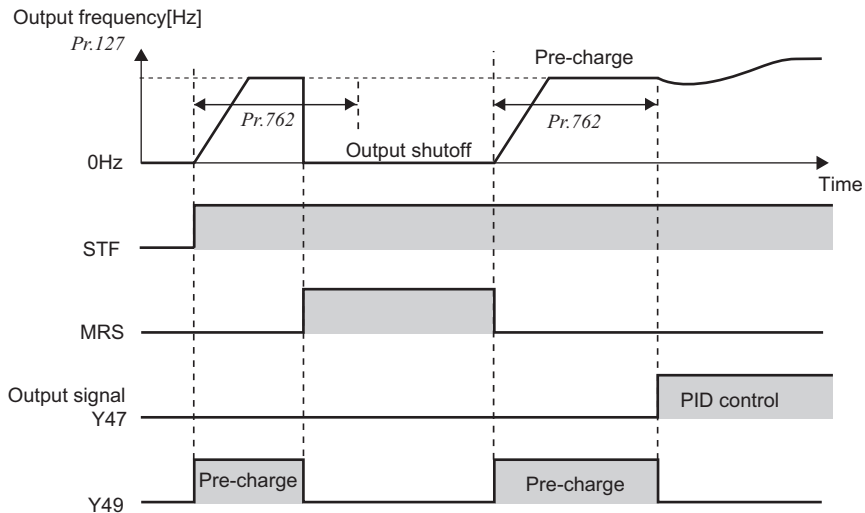 Output frequency[Hz]
Pr.127
Pre-charge
Pr.762
Pr.762
Output shutoff
0Hz
Time
STF
MRS
Output signal
Y47
PID control
Pre-charge
Pre-charge
Y49